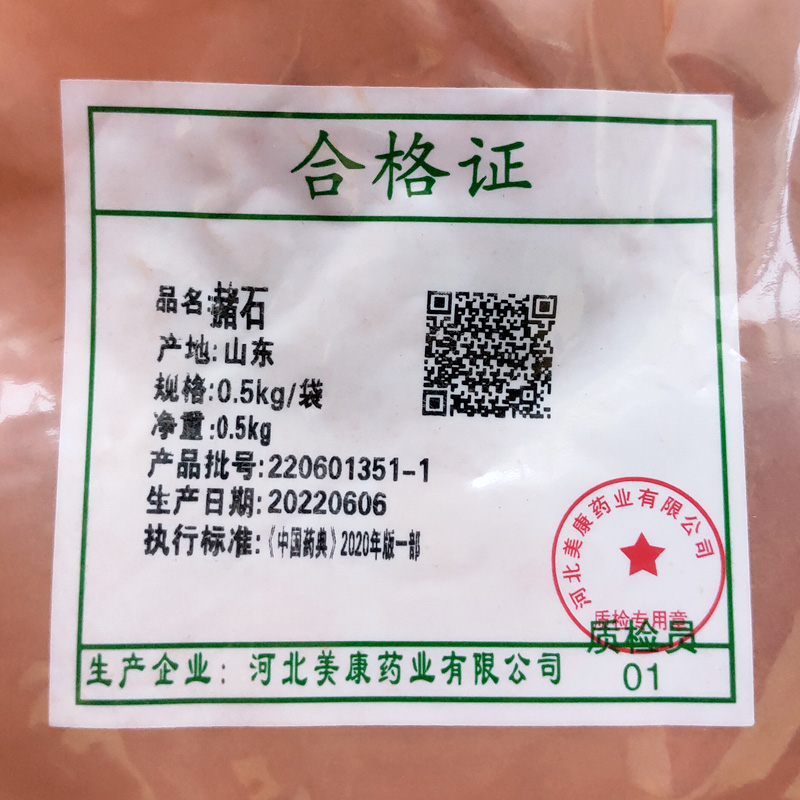 合格证
品名:赭石
产地:山东
规格:0.5kg/袋
净重:0.5kg
产品批号:220601351-1
生产日期:20220606
执行标准:《中国药典》2020年版一部
河北美康药业有限公司
质检专用章
质检员
01
生产企业：河北美康药业有限公司